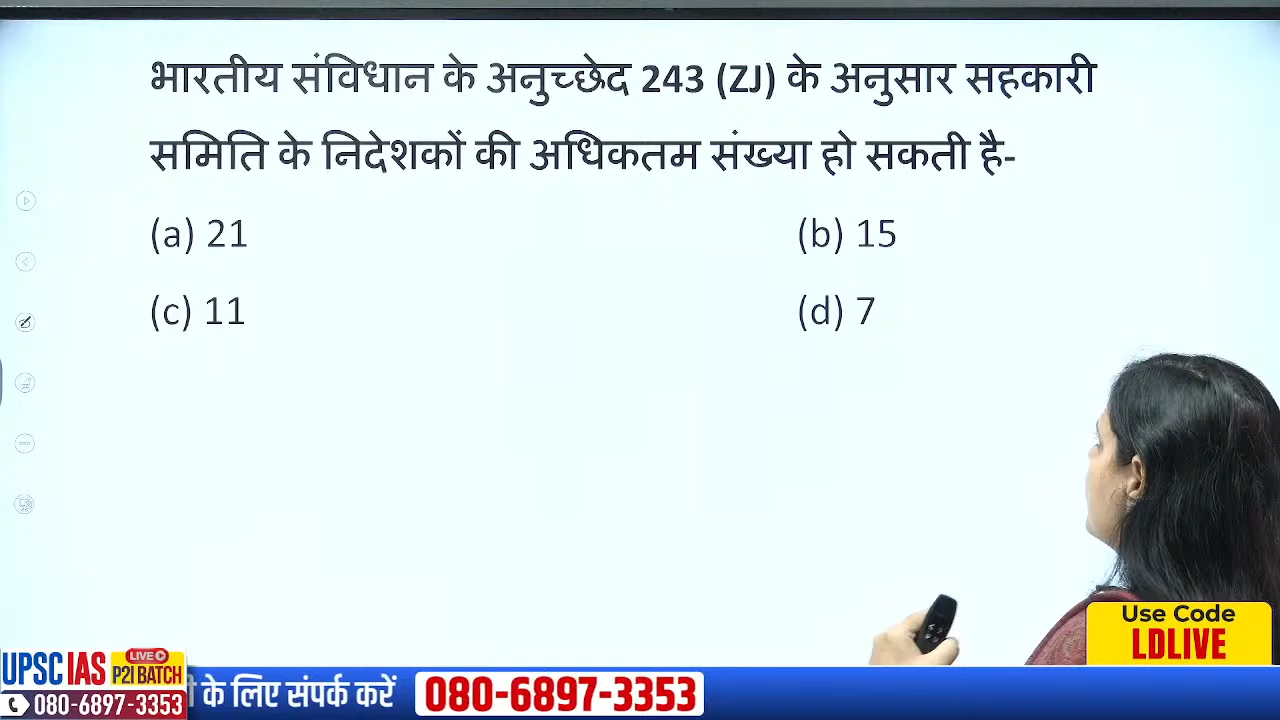 भारतीय संविधान के अनुच्छेद 243 (ZJ) के अनुसार सहकारी
समिति के निदेशकों की अधिकतम संख्या हो सकती है-
(a) 21 (b) 15
(c) 11 (d) 7
Use Code
LDLIVE
UPSC IAS LIVE P2I BATCH
080-6897-3353
के लिए संपर्क करें 080-6897-3353